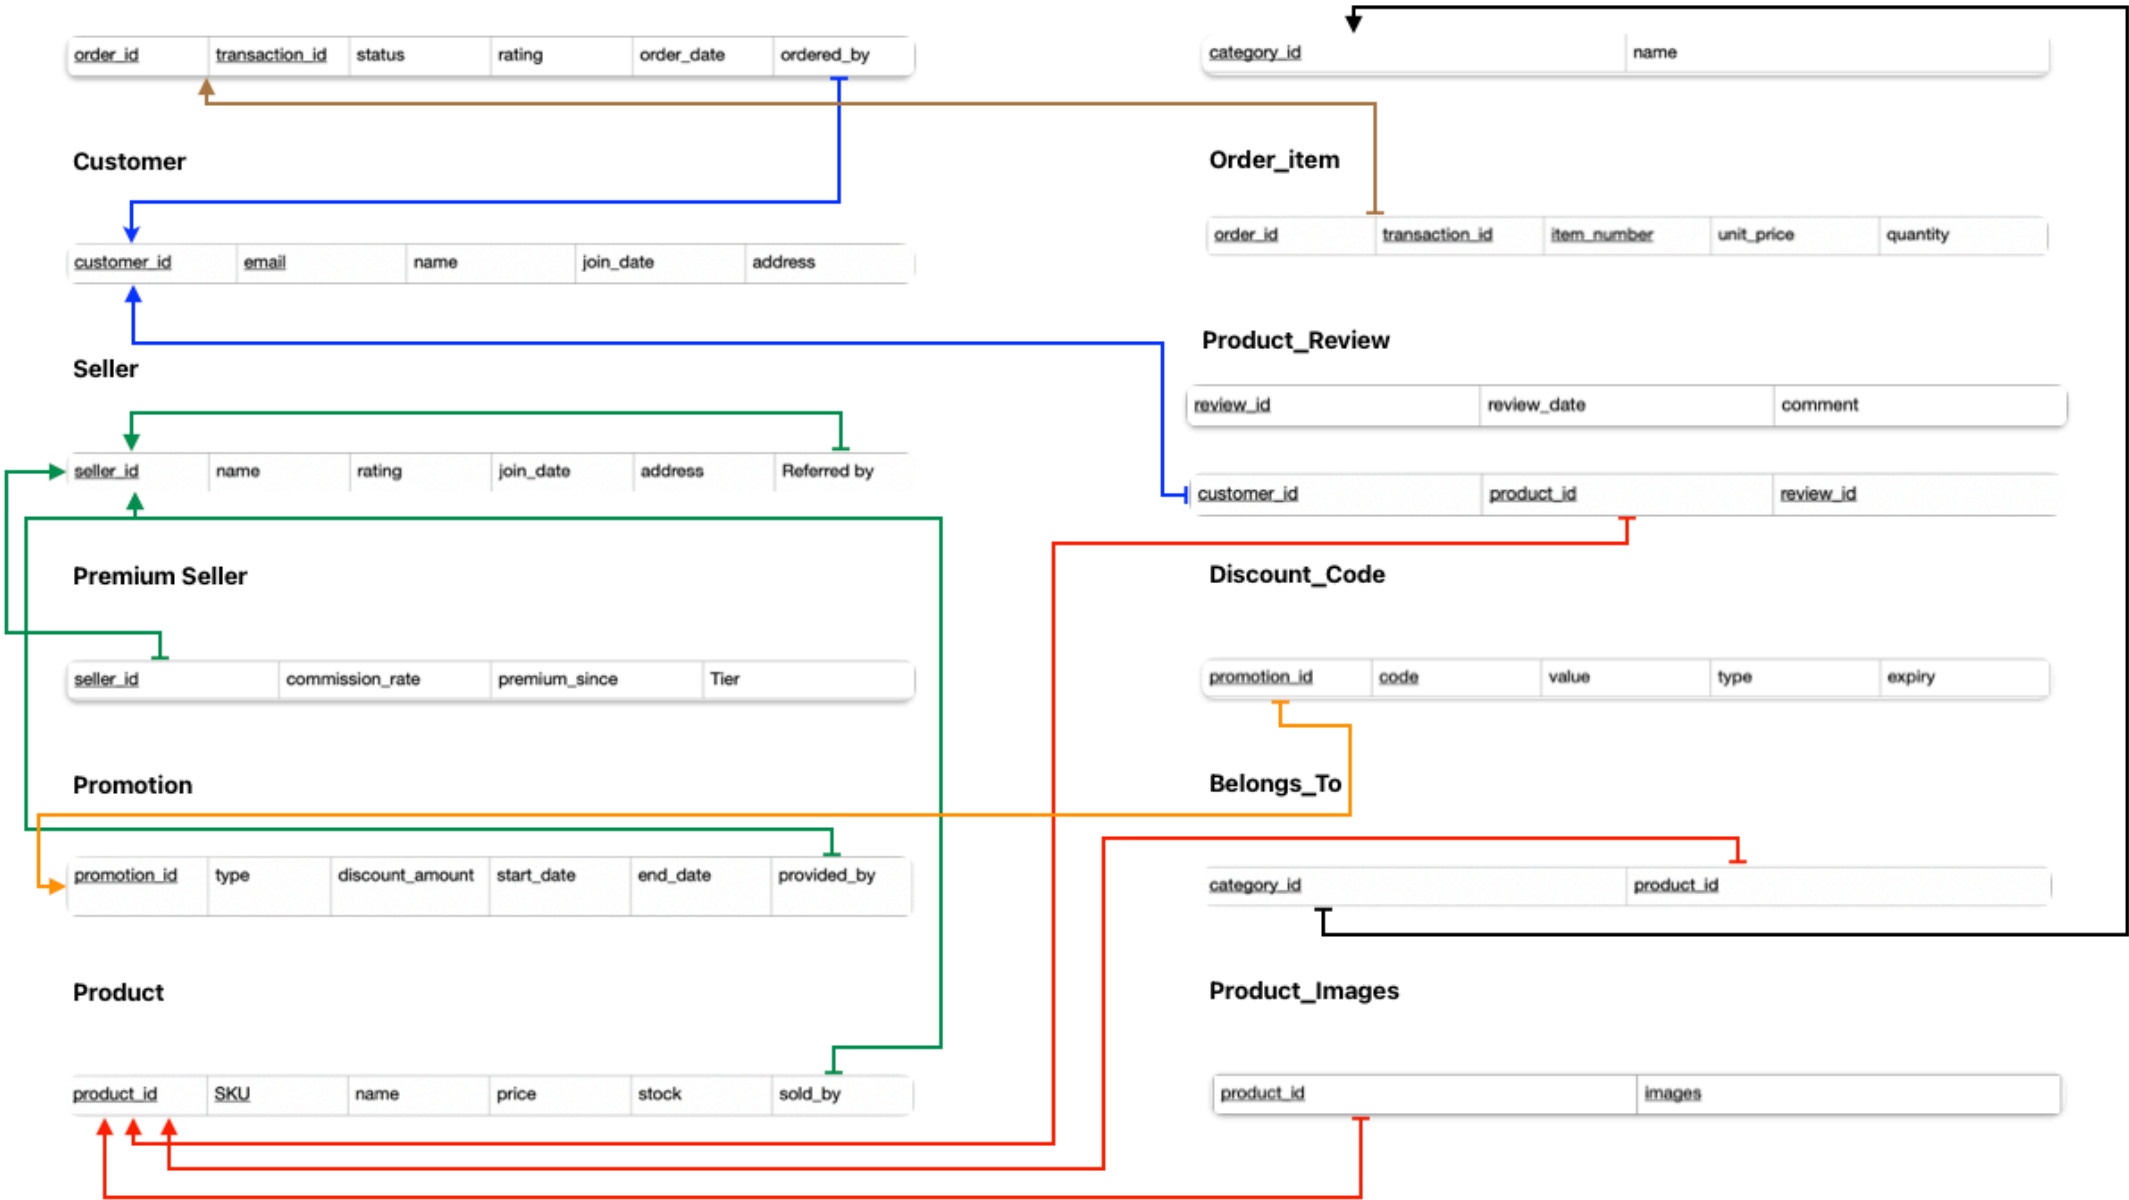 order_id transaction_id status rating order_date ordered_by
Customer
customer_id email name join_date address
Seller
seller_id name rating join_date address Referred by
Premium Seller
seller_id commission_rate premium_since Tier
Promotion
promotion_id type discount_amount start_date end_date provided_by
Product
product_id SKU name price stock sold_by
category_id name
Order_item
order_id transaction_id item_number unit_price quantity
Product_Review
review_id review_date comment
customer_id product_id review_id
Discount_Code
promotion_id code value type expiry
Belongs_To
category_id product_id
Product_Images
product_id images